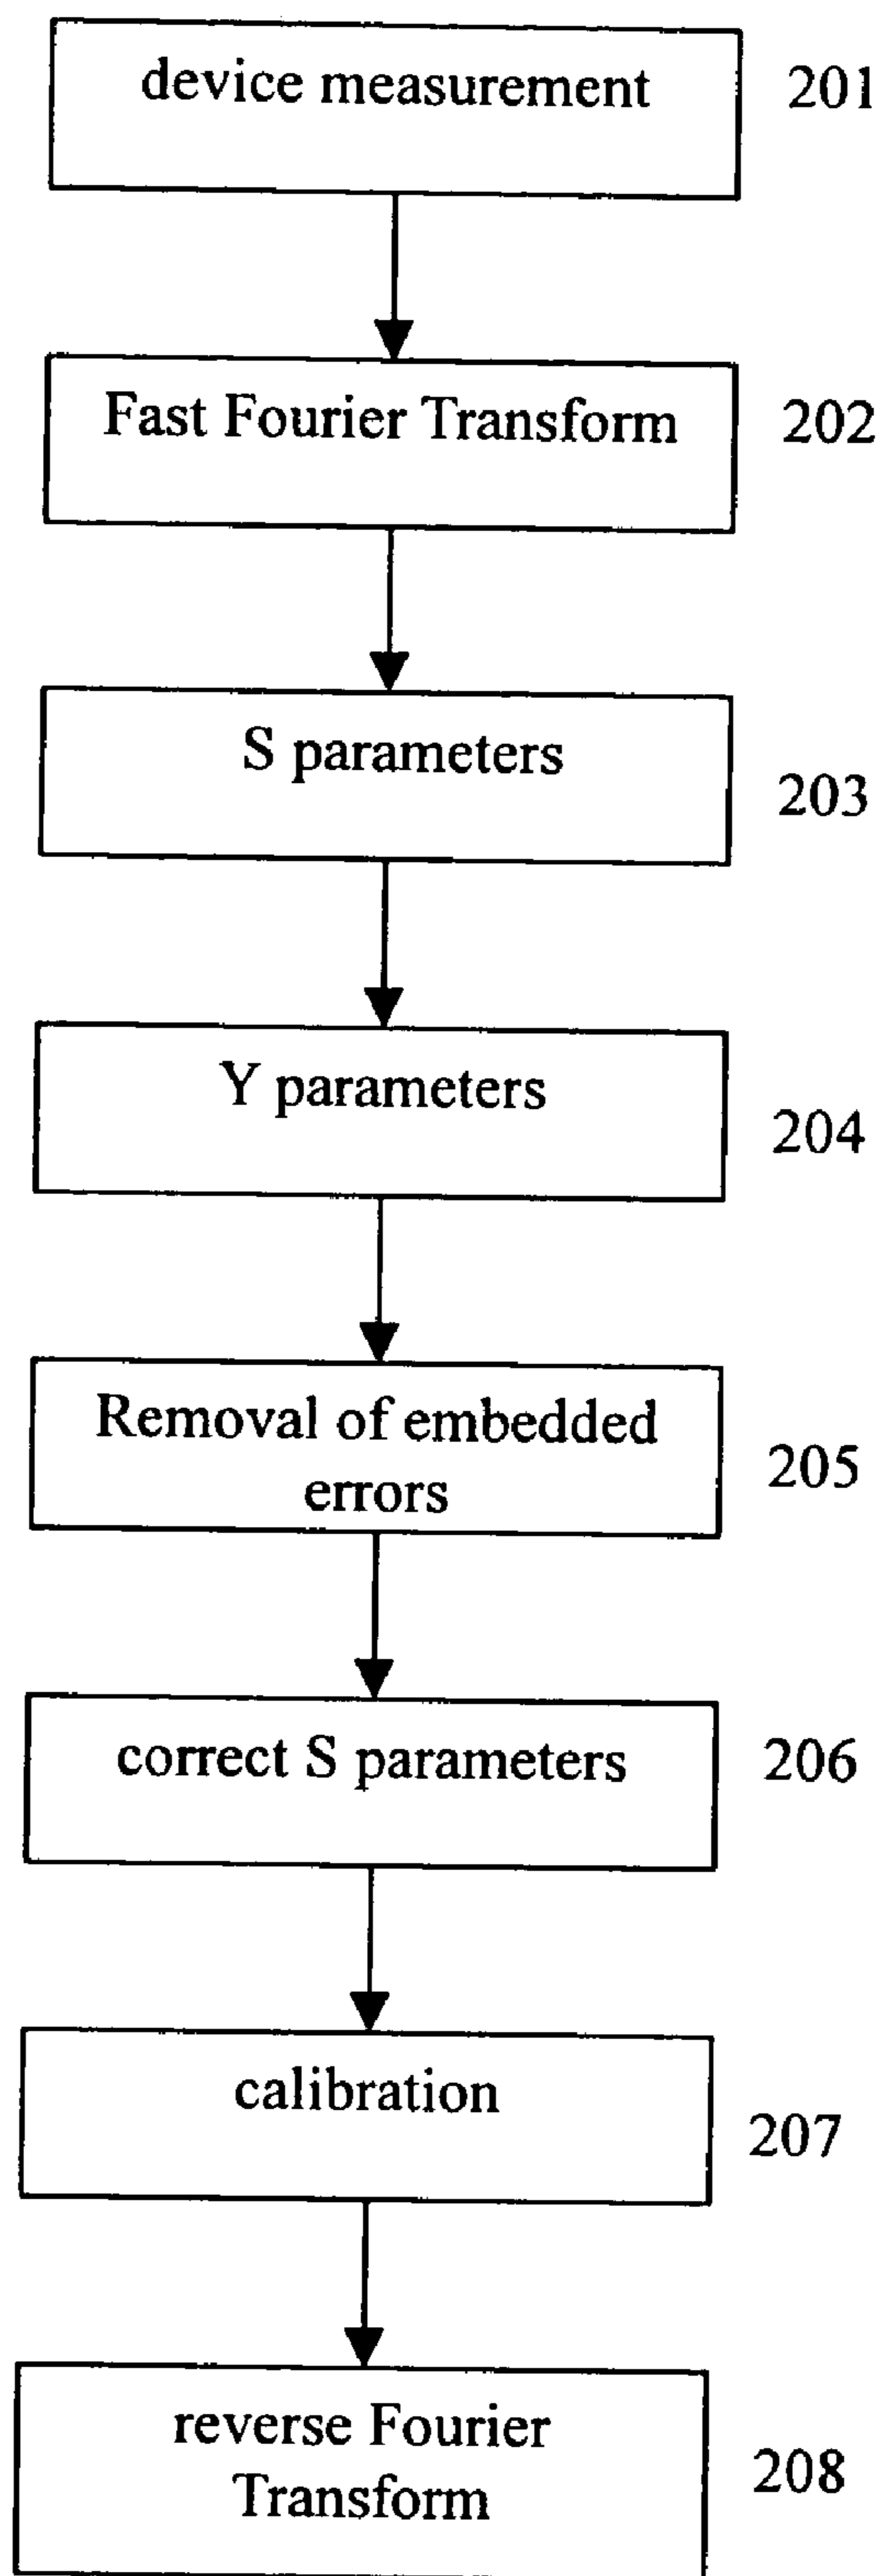 device measurement
201
Fast Fourier Transform
202
S parameters
203
Y parameters
204
Removal of embedded
errors
205
correct S parameters
206
calibration
207
reverse Fourier
Transform
208